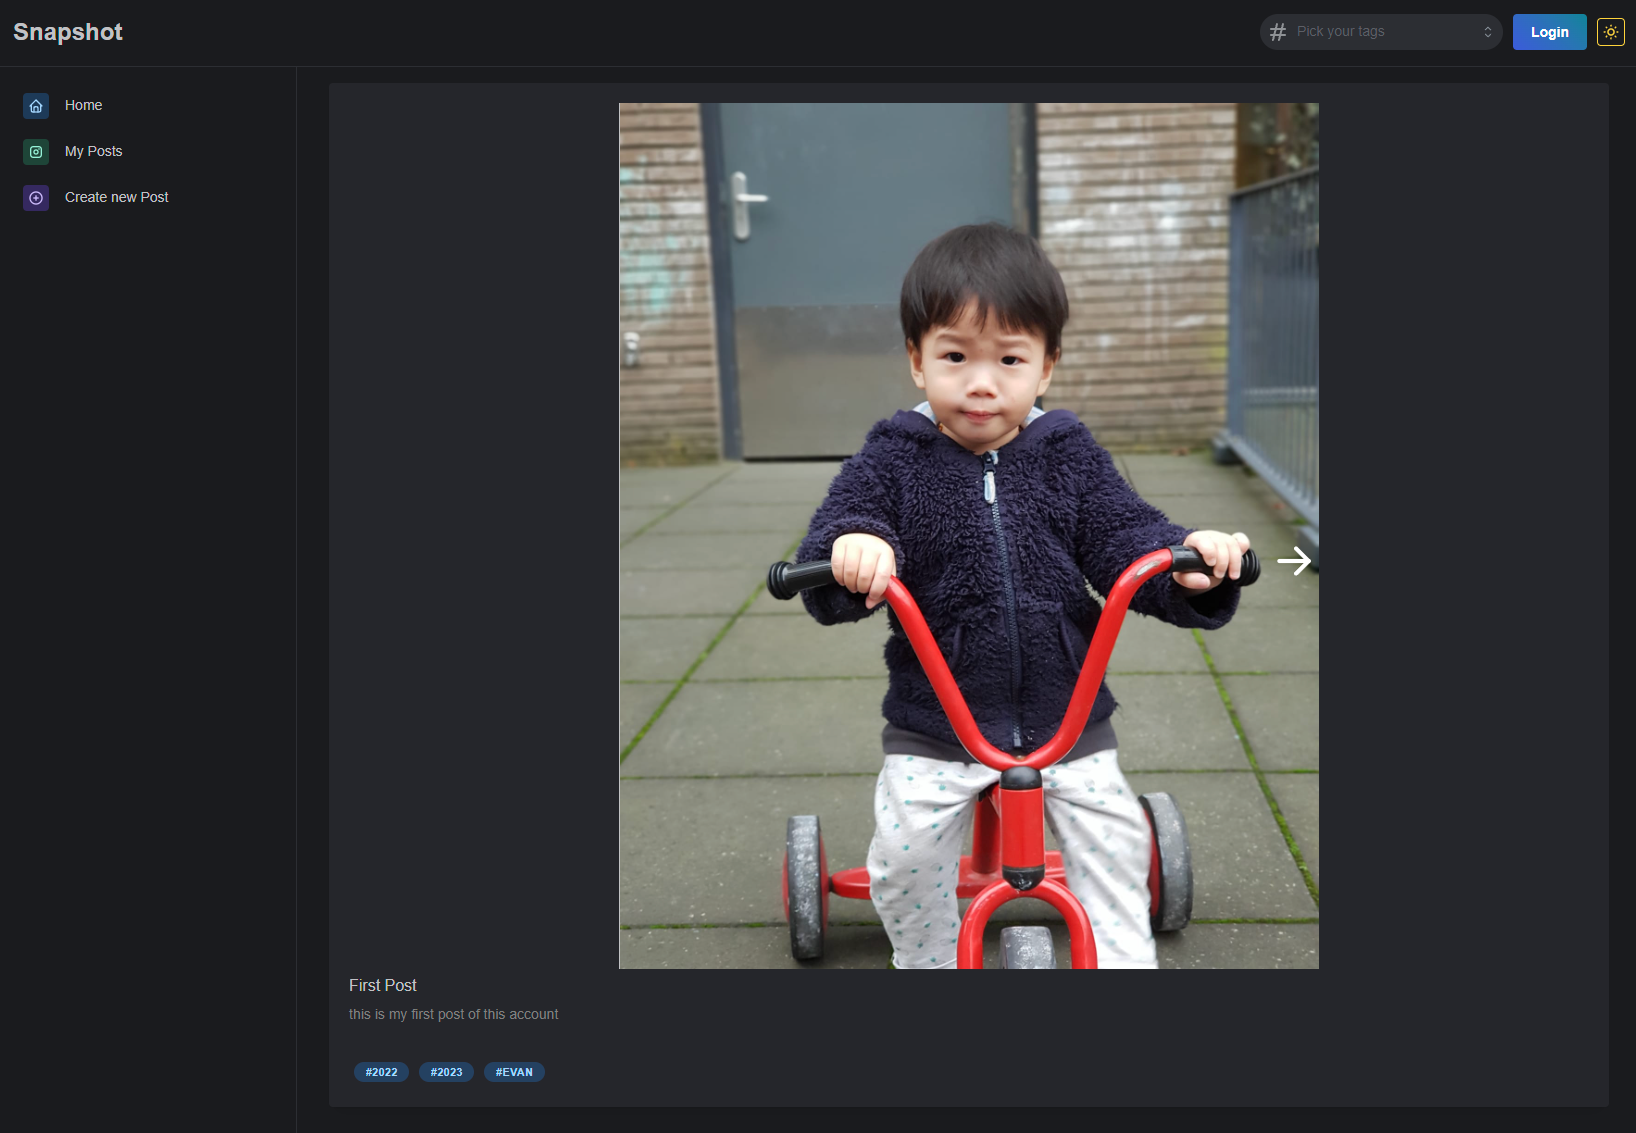 Snapshot
Pick your tags
Login
Home
My Posts
Create new Post
First Post
this is my first post of this account
#2022 #2023 #EVAN